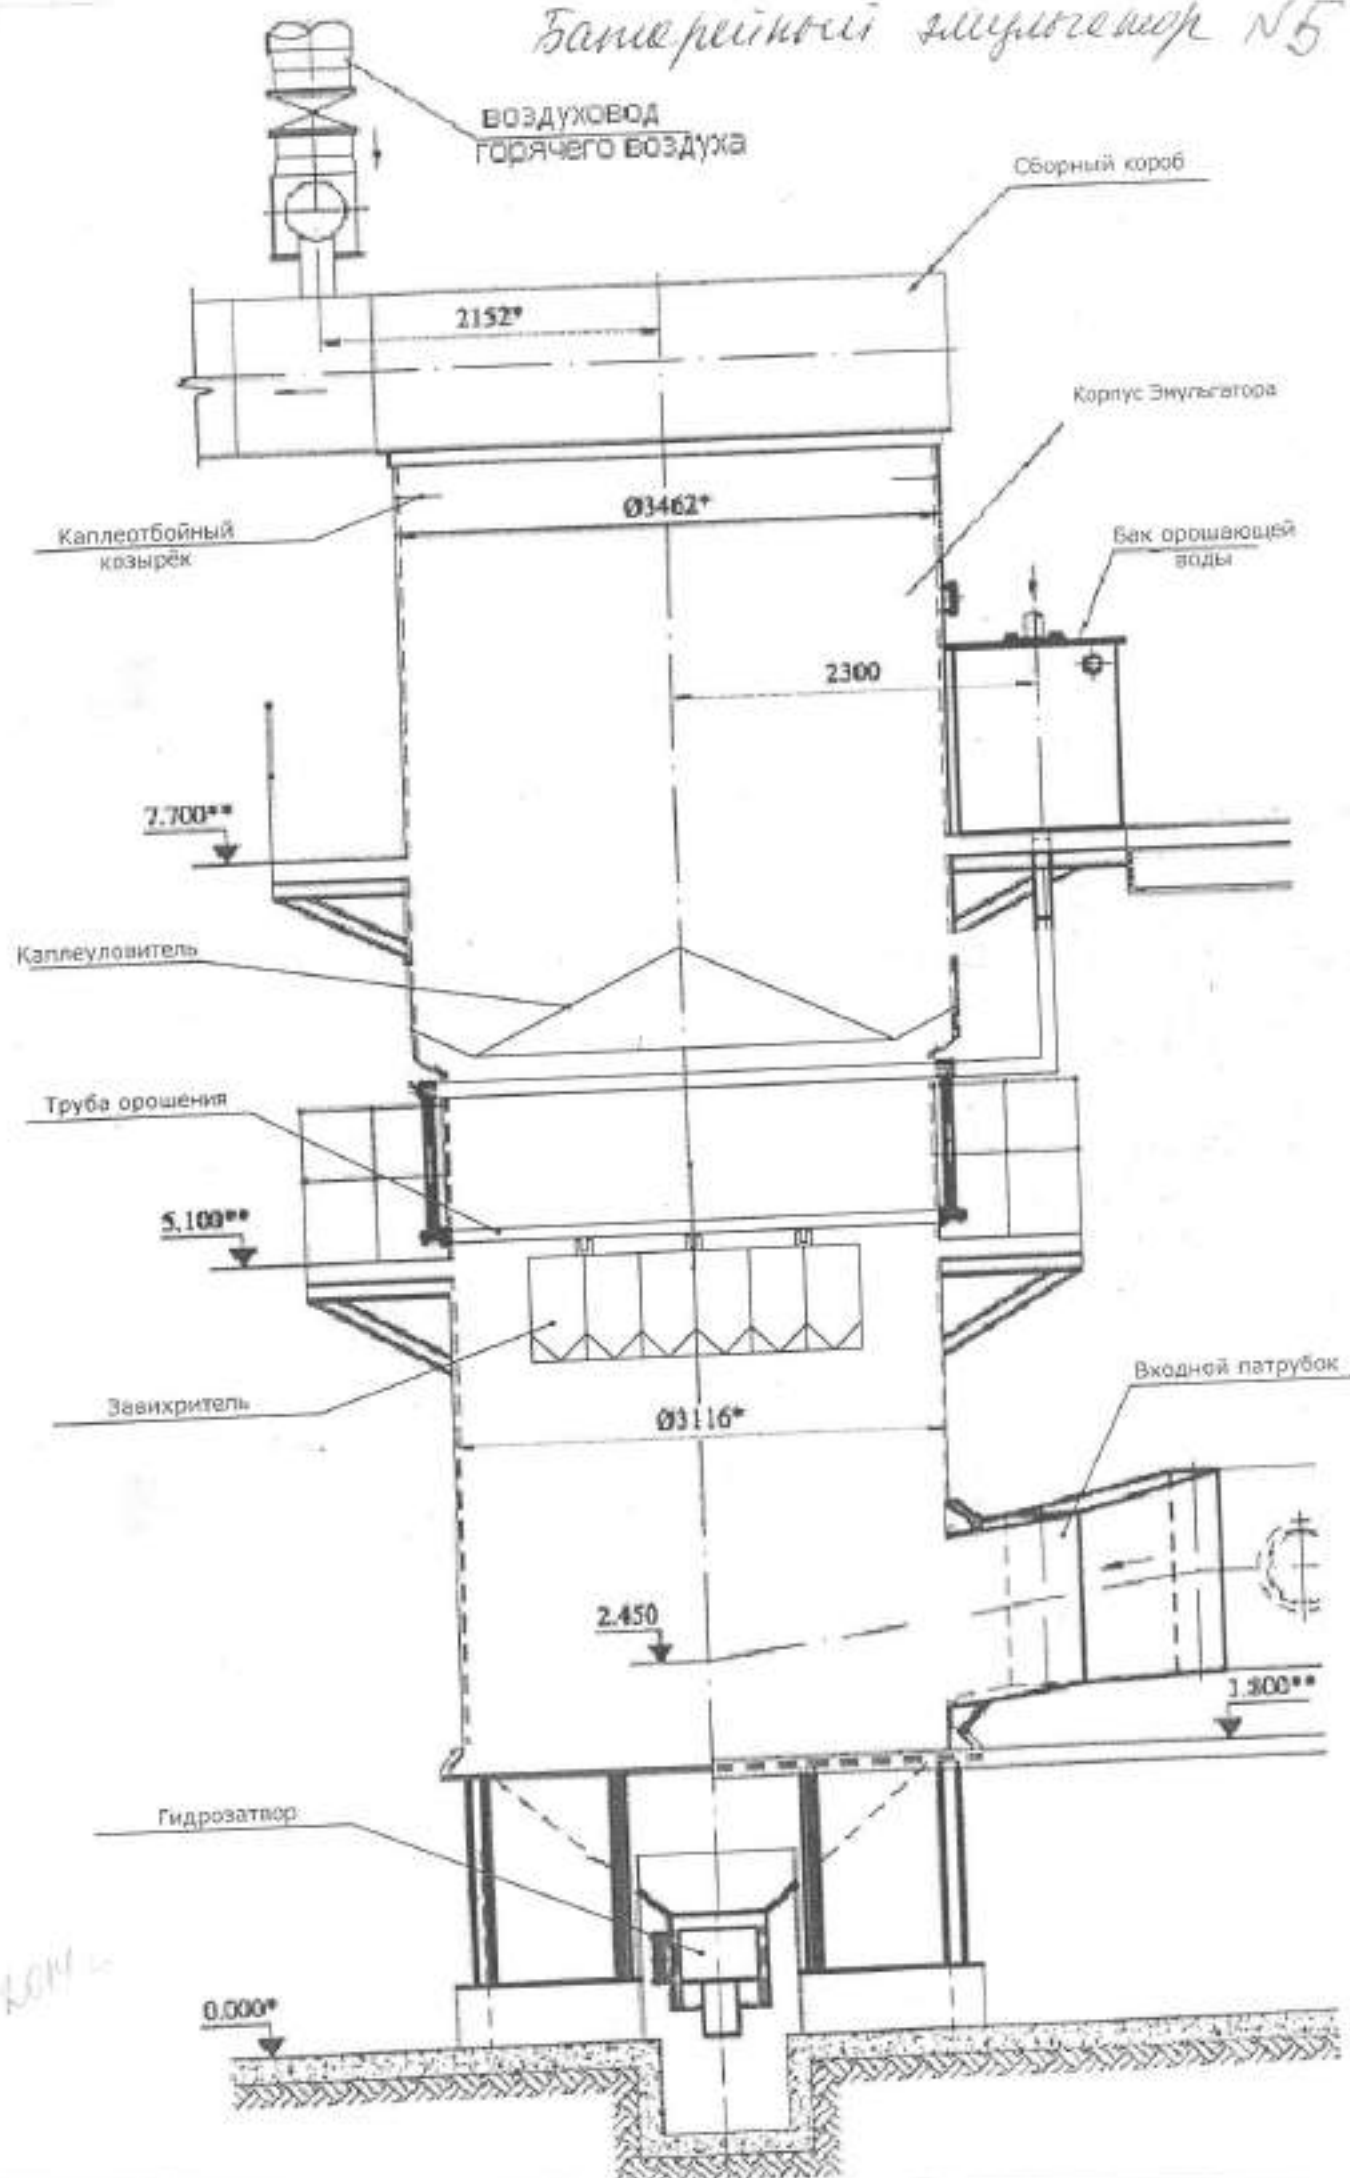 Батарейный эмульгатор №5
воздуховод
горячего воздуха
Сборный короб
2152*
Корпус Эмульгатора
Ø3462*
Каплеотбойный
козырёк
Бак орошающей
воды
2300
7.700**
Каплеуловитель
Труба орошения
5.100**
Завихритель
Входной патрубок
Ø3116*
2.450
1.800**
Гидрозатвор
0.000*